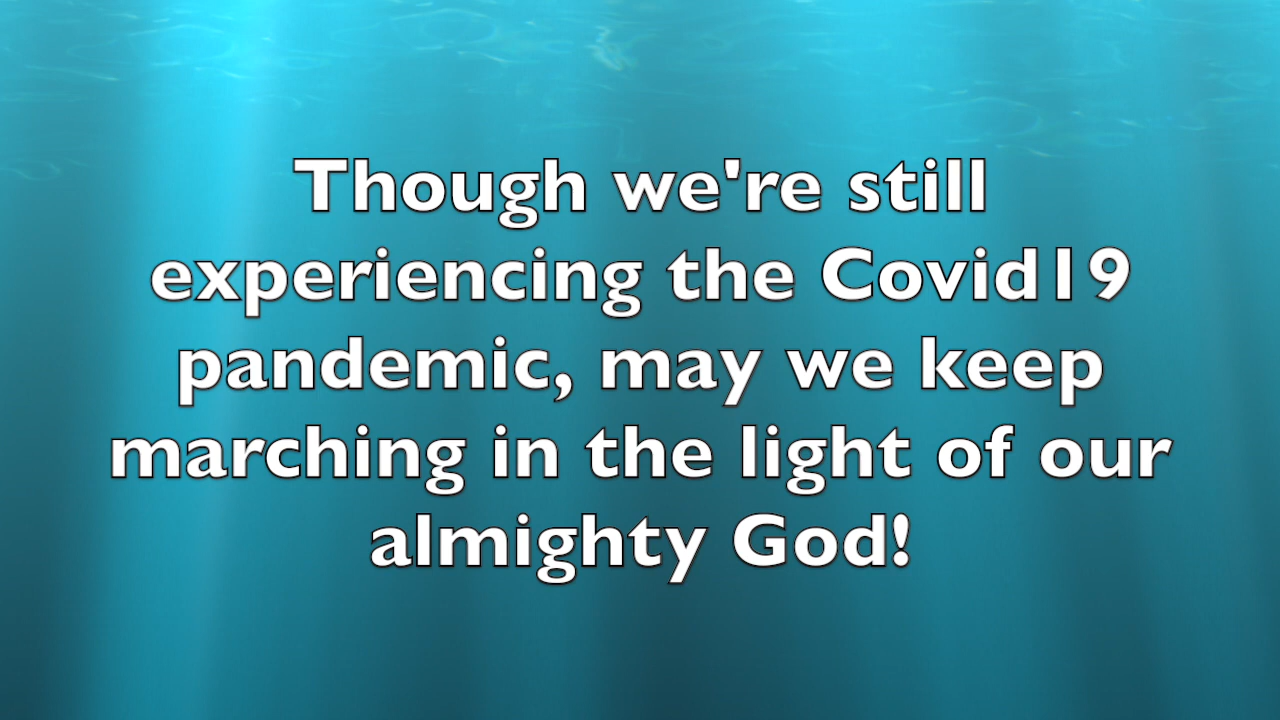 Though we're still
experiencing the Covid19
pandemic, may we keep
marching in the light of our
almighty God!